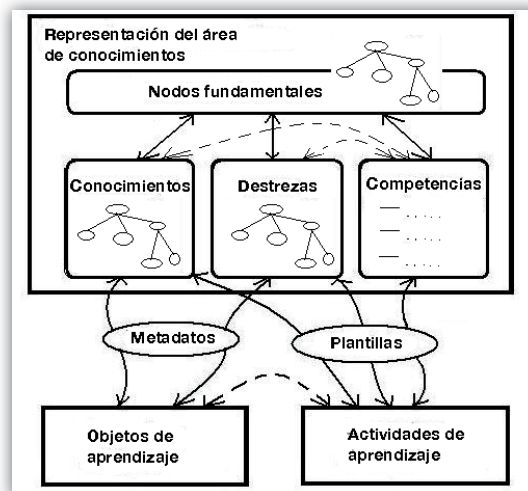 Representación del área
de conocimientos
Nodos fundamentales
Conocimientos
Destrezas
Competencias
Metadatos
Plantillas
Objetos de
aprendizaje
Actividades de
aprendizaje